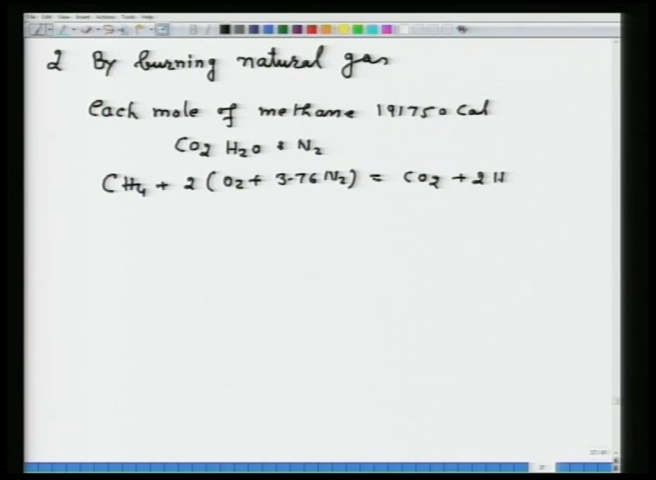 2 By burning natural gas
Each mole of methane 191750 Cal
CO2 H2O & N2
CH4 + 2 (O2 + 3.76 N2) = CO2 + 2H